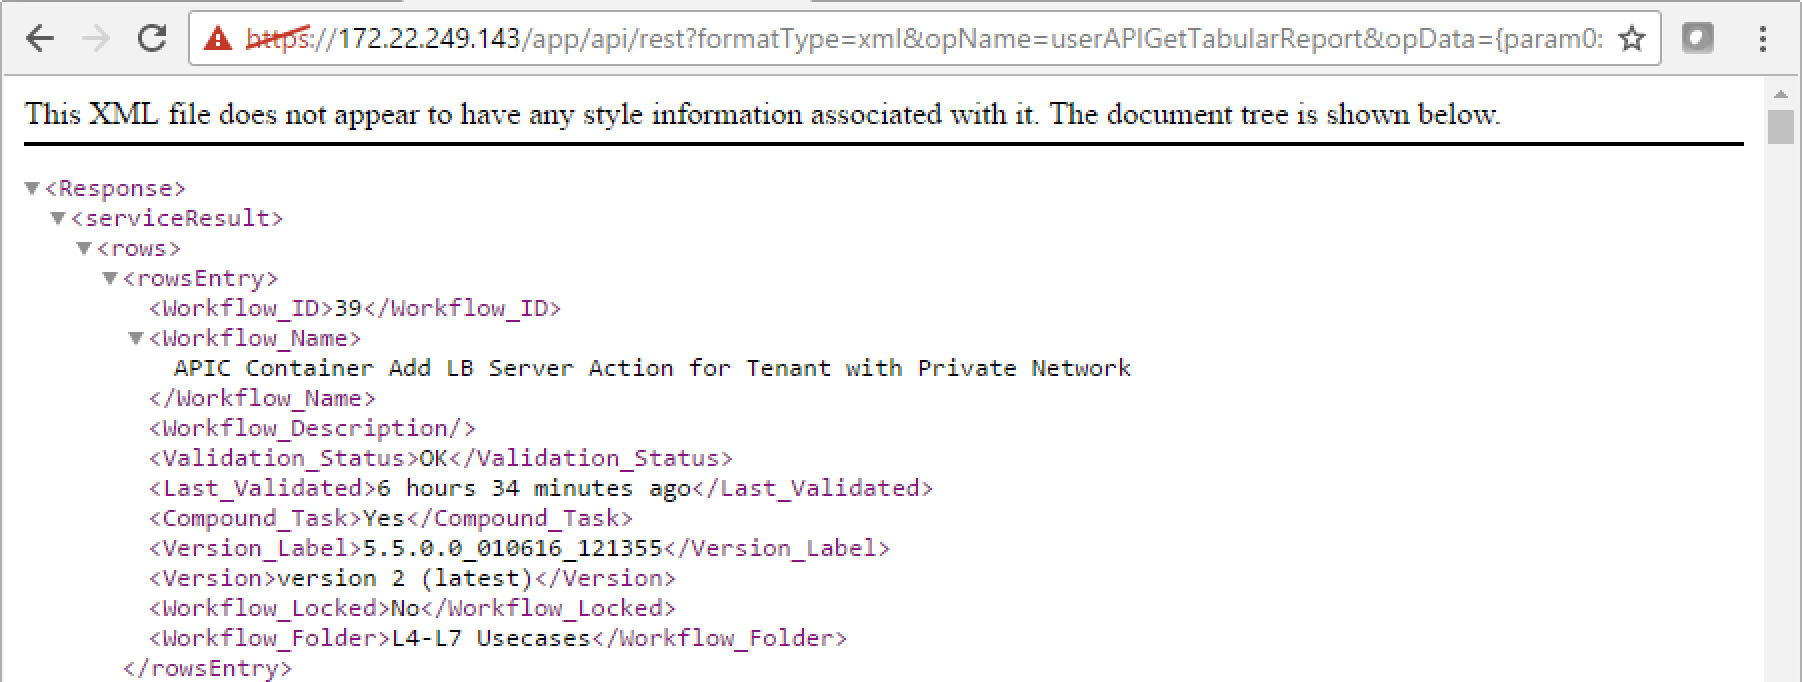 https://172.22.249.143/app/api/rest?formatType=xml&opName=userAPIGetTabularReport&opData={param0:
This XML file does not appear to have any style information associated with it. The document tree is shown below.
<Response>
<serviceResult>
<rows>
<rowsEntry>
<Workflow_ID>39</Workflow_ID>
<Workflow_Name>
APIC Container Add LB Server Action for Tenant with Private Network
</Workflow_Name>
<Workflow_Description/>
<Validation_Status>OK</Validation_Status>
<Last_Validated>6 hours 34 minutes ago</Last_Validated>
<Compound_Task>Yes</Compound_Task>
<Version_Label>5.5.0.0_010616_121355</Version_Label>
<Version>version 2 (latest)</Version>
<Workflow_Locked>No</Workflow_Locked>
<Workflow_Folder>L4-L7 Usecases</Workflow_Folder>
</rowsEntry>